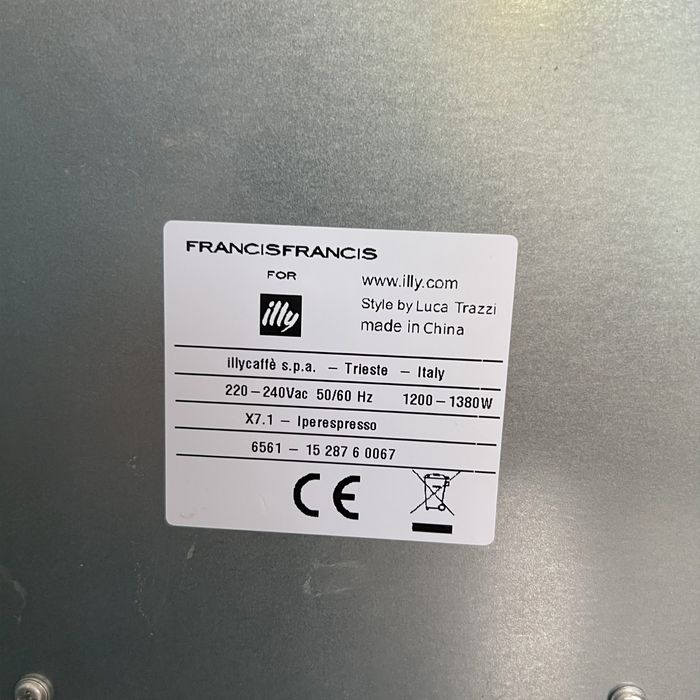 FRANCISFRANCIS
FOR
illy
www.illy.com
Style by Luca Trazzi
made in China
illycaffè s.p.a. – Trieste – Italy
220–240Vac 50/60 Hz 1200–1380W
X7.1 – Iperespresso
6561 – 15 287 6 0067
CE